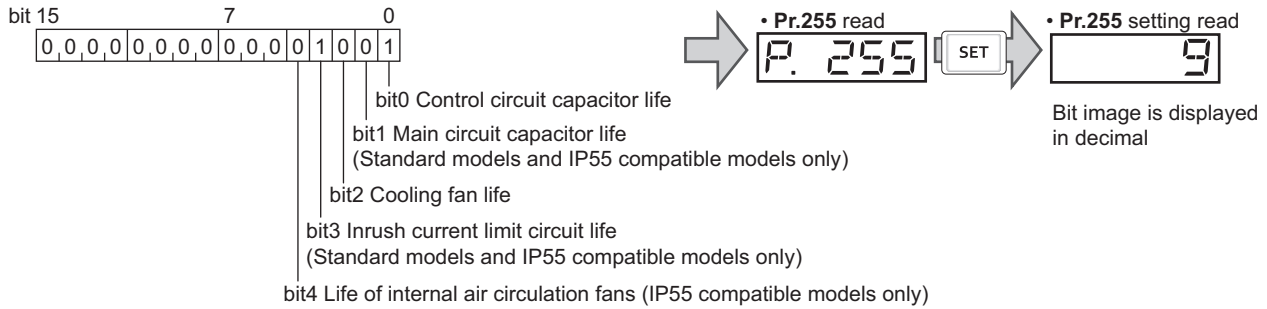 bit 15 7 0
0 0 0 0 0 0 0 0 0 0 0 0 1 0 0 1
bit0 Control circuit capacitor life
bit1 Main circuit capacitor life
(Standard models and IP55 compatible models only)
bit2 Cooling fan life
bit3 Inrush current limit circuit life
(Standard models and IP55 compatible models only)
bit4 Life of internal air circulation fans (IP55 compatible models only)
• Pr.255 read
P. 255
SET
• Pr.255 setting read
9
Bit image is displayed
in decimal